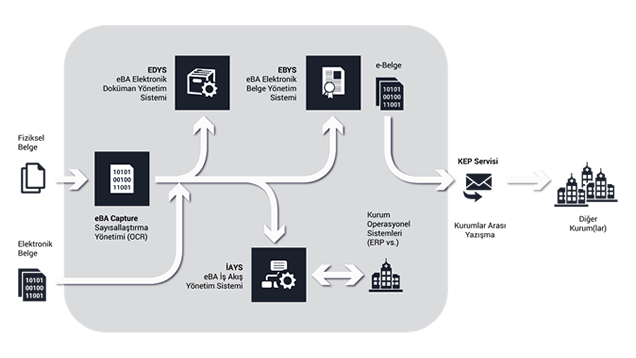 EDYS
eBA Elektronik
Doküman Yönetim
Sistemi
EBYS
eBA Elektronik
Belge Yönetim
Sistemi
e-Belge
10101
00100
11001
Fiziksel
Belge
10101
00100
11001
eBA Capture
Sayısallaştırma
Yönetimi (OCR)
KEP Servisi
Kurumlar Arası
Yazışma
Diğer
Kurum(lar)
Elektronik
Belge
10101
00100
11001
İAYS
eBA İş Akış
Yönetim Sistemi
Kurum
Operasyonel
Sistemleri
(ERP vs.)